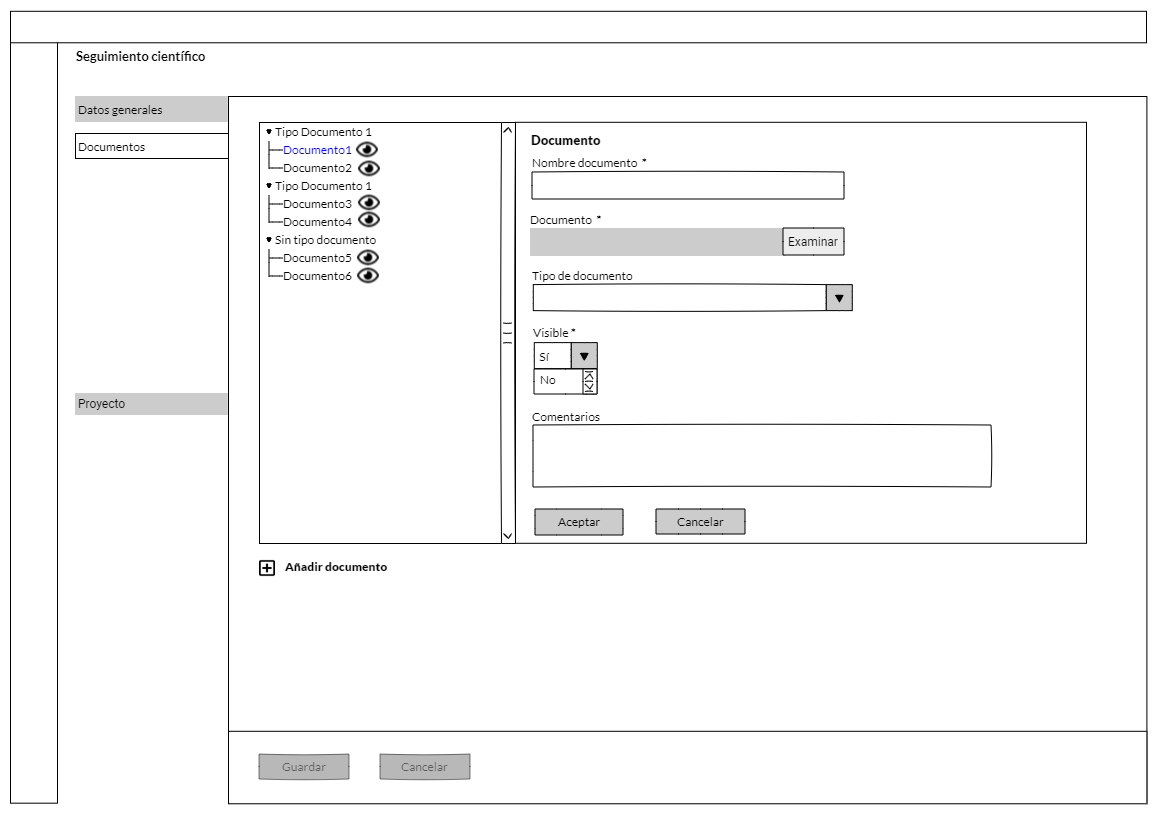 Seguimiento científico
Datos generales
Documentos
Proyecto
Tipo Documento 1
Documento1
Documento2
Tipo Documento 1
Documento3
Documento4
Sin tipo documento
Documento5
Documento6
Documento
Nombre documento *
Documento *
Examinar
Tipo de documento
Visible *
Sí
No
Comentarios
Aceptar Cancelar
Añadir documento
Guardar Cancelar